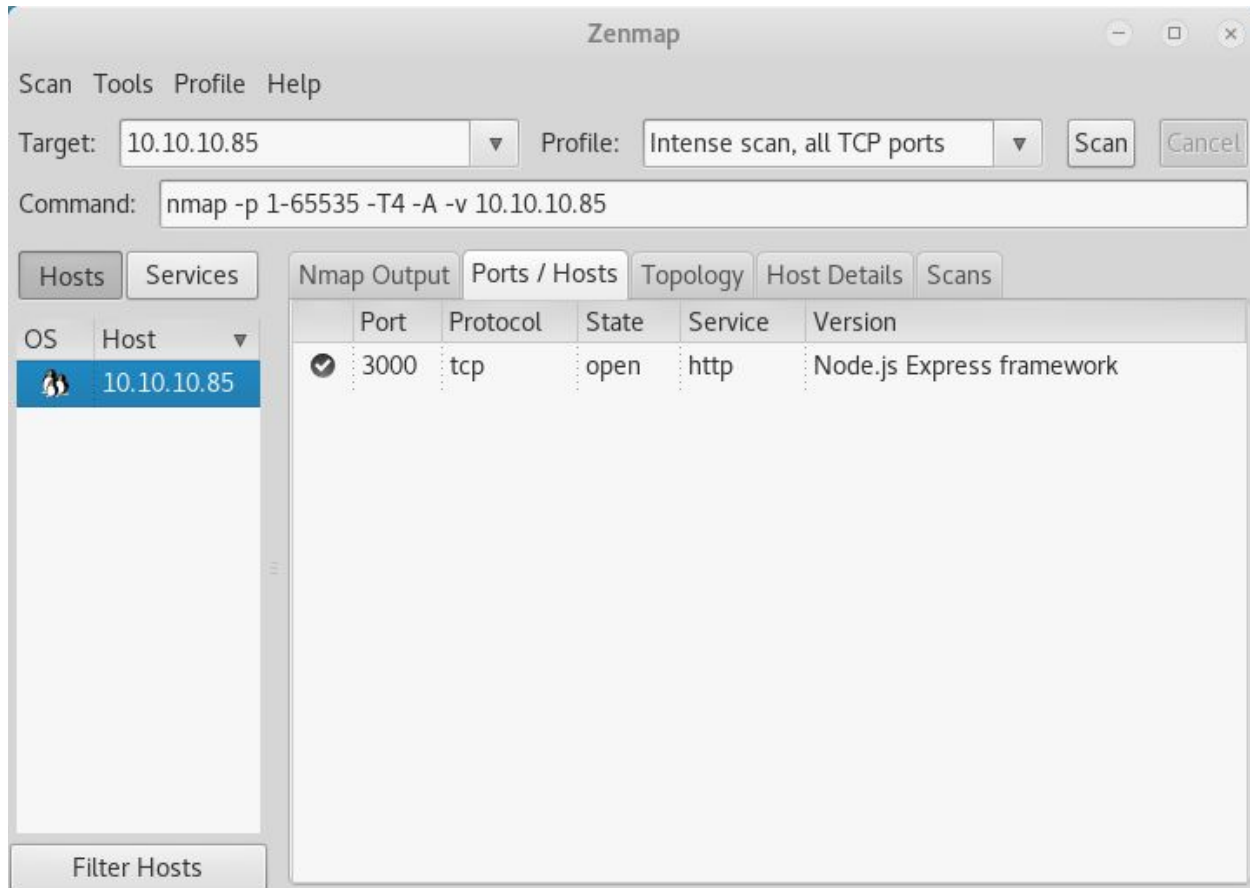 Zenmap
Scan Tools Profile Help
Target: 10.10.10.85 Profile: Intense scan, all TCP ports Scan Cancel
Command: nmap -p 1-65535 -T4 -A -v 10.10.10.85
Hosts Services Nmap Output Ports / Hosts Topology Host Details Scans
OS Host Port Protocol State Service Version
10.10.10.85 3000 tcp open http Node.js Express framework
Filter Hosts